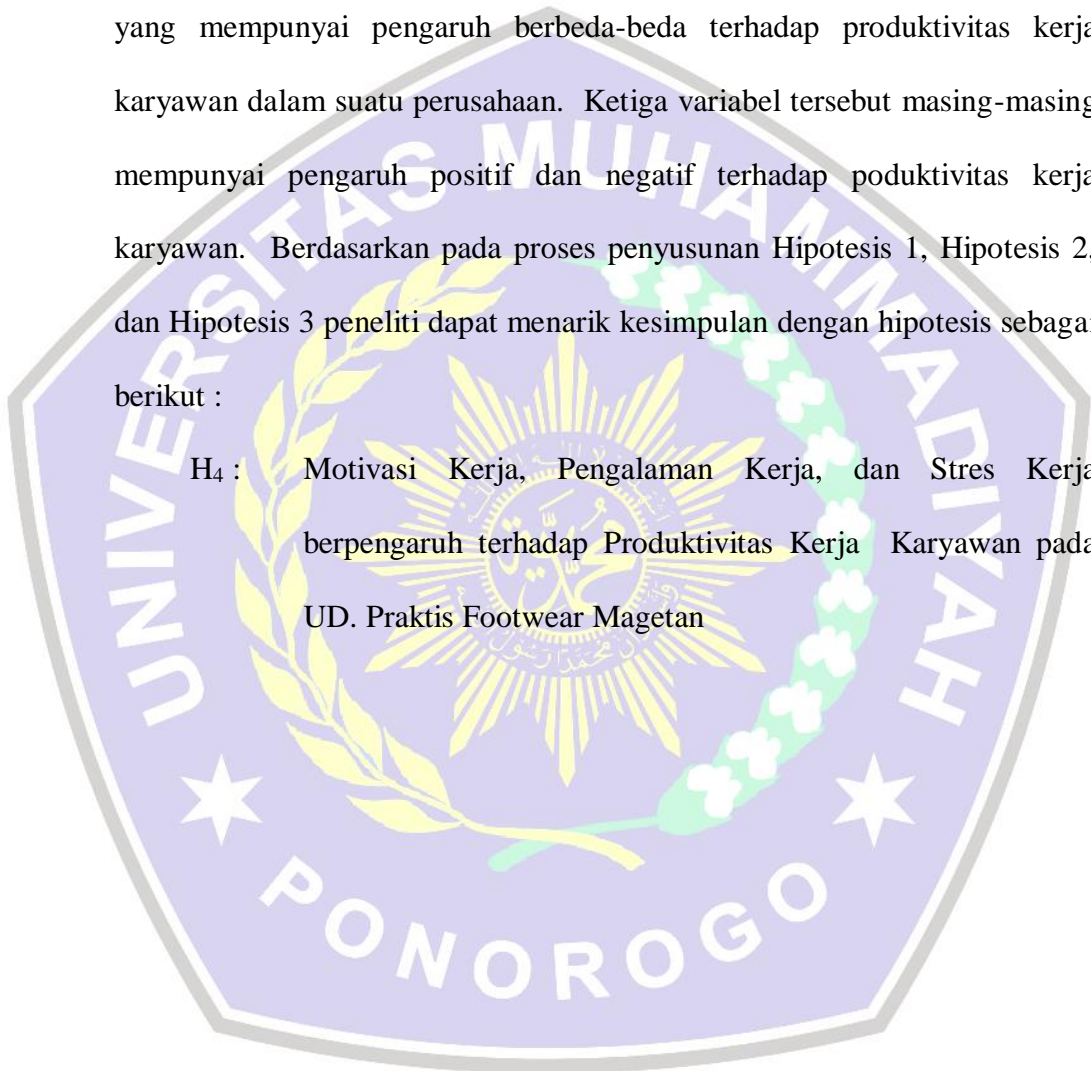 yang mempunyai pengaruh berbeda-beda terhadap produktivitas kerja
karyawan dalam suatu perusahaan. Ketiga variabel tersebut masing-masing
mempunyai pengaruh positif dan negatif terhadap poduktivitas kerja
karyawan. Berdasarkan pada proses penyusunan Hipotesis 1, Hipotesis 2,
dan Hipotesis 3 peneliti dapat menarik kesimpulan dengan hipotesis sebagai
berikut :
H4 : Motivasi Kerja, Pengalaman Kerja, dan Stres Kerja
berpengaruh terhadap Produktivitas Kerja Karyawan pada
UD. Praktis Footwear Magetan
UNIVERSITAS MUHAMMADIYAH
PONOROGO